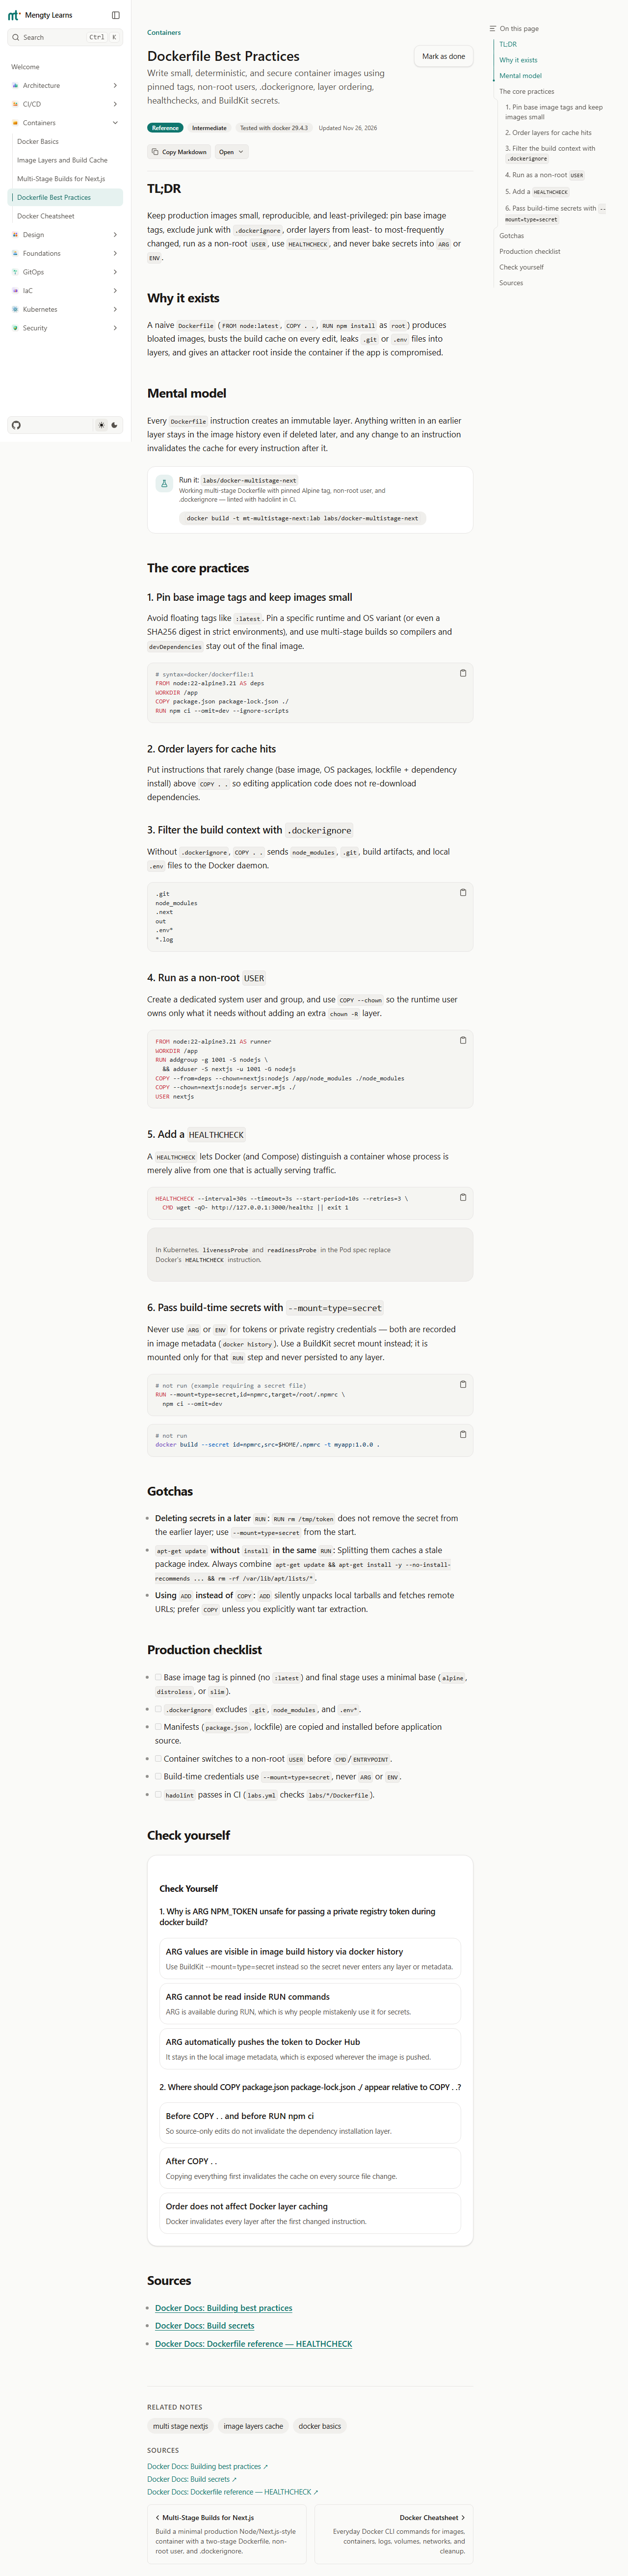 Mengty Learns
Search Ctrl K
Welcome
Architecture
CI/CD
Containers
Docker Basics
Image Layers and Build Cache
Multi-Stage Builds for Next.js
Dockerfile Best Practices
Docker Cheatsheet
Design
Foundations
GitOps
IaC
Kubernetes
Security
Containers
Dockerfile Best Practices
Mark as done
Write small, deterministic, and secure container images using
pinned tags, non-root users, .dockerignore, layer ordering,
healthchecks, and BuildKit secrets.
Reference Intermediate Tested with docker 29.4.3 Updated Nov 26, 2026
Copy Markdown Open
TL;DR
Keep production images small, reproducible, and least-privileged: pin base image
tags, exclude junk with .dockerignore, order layers from least- to most-frequently
changed, run as a non-root USER, use HEALTHCHECK, and never bake secrets into ARG or
ENV.
Why it exists
A naive Dockerfile (FROM node:latest, COPY . ., RUN npm install as root) produces
bloated images, busts the build cache on every edit, leaks .git or .env files into
layers, and gives an attacker root inside the container if the app is compromised.
Mental model
Every Dockerfile instruction creates an immutable layer. Anything written in an earlier
layer stays in the image history even if deleted later, and any change to an instruction
invalidates the cache for every instruction after it.
Run it: labs/docker-multistage-next
Working multi-stage Dockerfile with pinned Alpine tag, non-root user, and
.dockerignore — linted with hadolint in CI.
docker build -t mt-multistage-next:lab labs/docker-multistage-next
The core practices
1. Pin base image tags and keep images small
Avoid floating tags like :latest. Pin a specific runtime and OS variant (or even a
SHA256 digest in strict environments), and use multi-stage builds so compilers and
devDependencies stay out of the final image.
# syntax=docker/dockerfile:1
FROM node:22-alpine3.21 AS deps
WORKDIR /app
COPY package.json package-lock.json ./
RUN npm ci --omit=dev --ignore-scripts
2. Order layers for cache hits
Put instructions that rarely change (base image, OS packages, lockfile + dependency
install) above COPY . . so editing application code does not re-download
dependencies.
3. Filter the build context with .dockerignore
Without .dockerignore, COPY . . sends node_modules, .git, build artifacts, and local
.env files to the Docker daemon.
.git
node_modules
.next
out
.env*
*.log
4. Run as a non-root USER
Create a dedicated system user and group, and use COPY --chown so the runtime user
owns only what it needs without adding an extra chown -R layer.
FROM node:22-alpine3.21 AS runner
WORKDIR /app
RUN addgroup -g 1001 -S nodejs \
&& adduser -S nextjs -u 1001 -G nodejs
COPY --from=deps --chown=nextjs:nodejs /app/node_modules ./node_modules
COPY --chown=nextjs:nodejs server.mjs ./
USER nextjs
5. Add a HEALTHCHECK
A HEALTHCHECK lets Docker (and Compose) distinguish a container whose process is
merely alive from one that is actually serving traffic.
HEALTHCHECK --interval=30s --timeout=3s --start-period=10s --retries=3 \
CMD wget -qO- http://127.0.0.1:3000/healthz || exit 1
In Kubernetes, livenessProbe and readinessProbe in the Pod spec replace
Docker's HEALTHCHECK instruction.
6. Pass build-time secrets with --mount=type=secret
Never use ARG or ENV for tokens or private registry credentials — both are recorded
in image metadata (docker history). Use a BuildKit secret mount instead; it is
mounted only for that RUN step and never persisted to any layer.
# not run (example requiring a secret file)
RUN --mount=type=secret,id=npmrc,target=/root/.npmrc \
npm ci --omit=dev
# not run
docker build --secret id=npmrc,src=$HOME/.npmrc -t myapp:1.0.0 .
Gotchas
Deleting secrets in a later RUN: RUN rm /tmp/token does not remove the secret from
the earlier layer; use --mount=type=secret from the start.
apt-get update without install in the same RUN: Splitting them caches a stale
package index. Always combine apt-get update && apt-get install -y --no-install-
recommends ... && rm -rf /var/lib/apt/lists/*.
Using ADD instead of COPY: ADD silently unpacks local tarballs and fetches remote
URLs; prefer COPY unless you explicitly want tar extraction.
Production checklist
Base image tag is pinned (no :latest) and final stage uses a minimal base (alpine,
distroless, or slim).
.dockerignore excludes .git, node_modules, and .env*.
Manifests (package.json, lockfile) are copied and installed before application
source.
Container switches to a non-root USER before CMD/ENTRYPOINT.
Build-time credentials use --mount=type=secret, never ARG or ENV.
hadolint passes in CI (labs.yml checks labs/*/Dockerfile).
Check yourself
Check Yourself
1. Why is ARG NPM_TOKEN unsafe for passing a private registry token during
docker build?
ARG values are visible in image build history via docker history
Use BuildKit --mount=type=secret instead so the secret never enters any layer or metadata.
ARG cannot be read inside RUN commands
ARG is available during RUN, which is why people mistakenly use it for secrets.
ARG automatically pushes the token to Docker Hub
It stays in the local image metadata, which is exposed wherever the image is pushed.
2. Where should COPY package.json package-lock.json ./ appear relative to COPY . .?
Before COPY . . and before RUN npm ci
So source-only edits do not invalidate the dependency installation layer.
After COPY . .
Copying everything first invalidates the cache on every source file change.
Order does not affect Docker layer caching
Docker invalidates every layer after the first changed instruction.
Sources
Docker Docs: Building best practices
Docker Docs: Build secrets
Docker Docs: Dockerfile reference — HEALTHCHECK
RELATED NOTES
multi stage nextjs image layers cache docker basics
SOURCES
Docker Docs: Building best practices ↗
Docker Docs: Build secrets ↗
Docker Docs: Dockerfile reference — HEALTHCHECK ↗
Multi-Stage Builds for Next.js
Build a minimal production Node/Next.js-style
container with a two-stage Dockerfile, non-
root user, and .dockerignore.
Docker Cheatsheet
Everyday Docker CLI commands for images,
containers, logs, volumes, networks, and
cleanup.
On this page
TL;DR
Why it exists
Mental model
The core practices
1. Pin base image tags and keep
images small
2. Order layers for cache hits
3. Filter the build context with
.dockerignore
4. Run as a non-root USER
5. Add a HEALTHCHECK
6. Pass build-time secrets with --
mount=type=secret
Gotchas
Production checklist
Check yourself
Sources